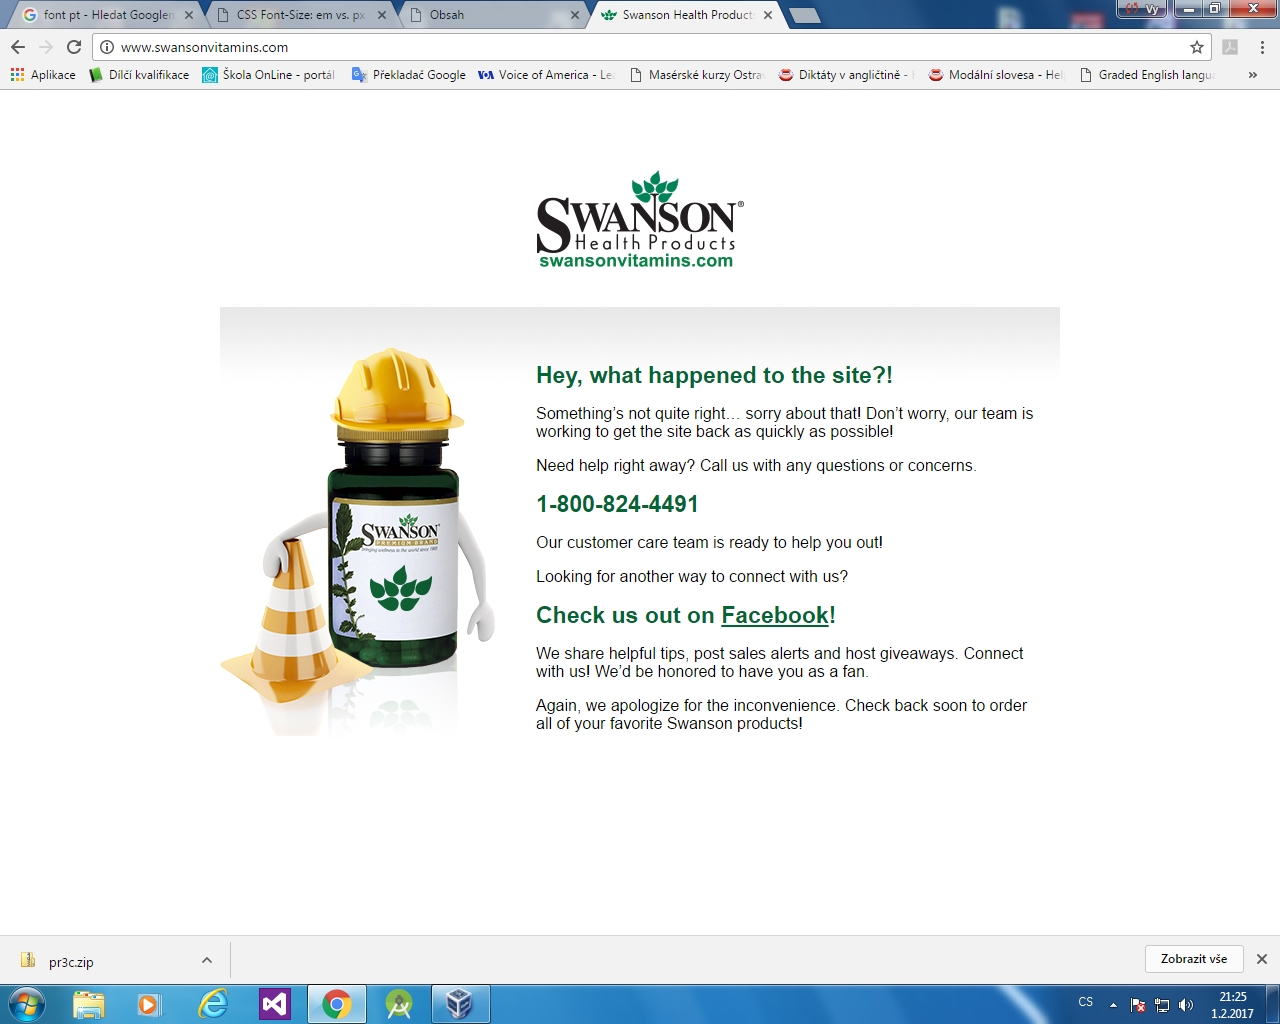 font pt - Hledat Googlem
CSS Font-Size: em vs. px
Obsah
Swanson Health Product
Vy
www.swansonvitamins.com
Aplikace
Dílčí kvalifikace
Škola OnLine - portál
Překladač Google
VOA Voice of America - Le
Masérské kurzy Ostrav
Diktáty v angličtině -
Modální slovesa - Hel
Graded English langu
»
SWANSON®
Health Products
swansonvitamins.com
Hey, what happened to the site?!
Something’s not quite right… sorry about that! Don’t worry, our team is
working to get the site back as quickly as possible!
Need help right away? Call us with any questions or concerns.
1-800-824-4491
Our customer care team is ready to help you out!
Looking for another way to connect with us?
Check us out on Facebook!
We share helpful tips, post sales alerts and host giveaways. Connect
with us! We’d be honored to have you as a fan.
Again, we apologize for the inconvenience. Check back soon to order
all of your favorite Swanson products!
SWANSON®
PREMIUM BRAND
bringing wellness to the world since 1969
pr3c.zip
Zobrazit vše
CS
21:25
1.2.2017